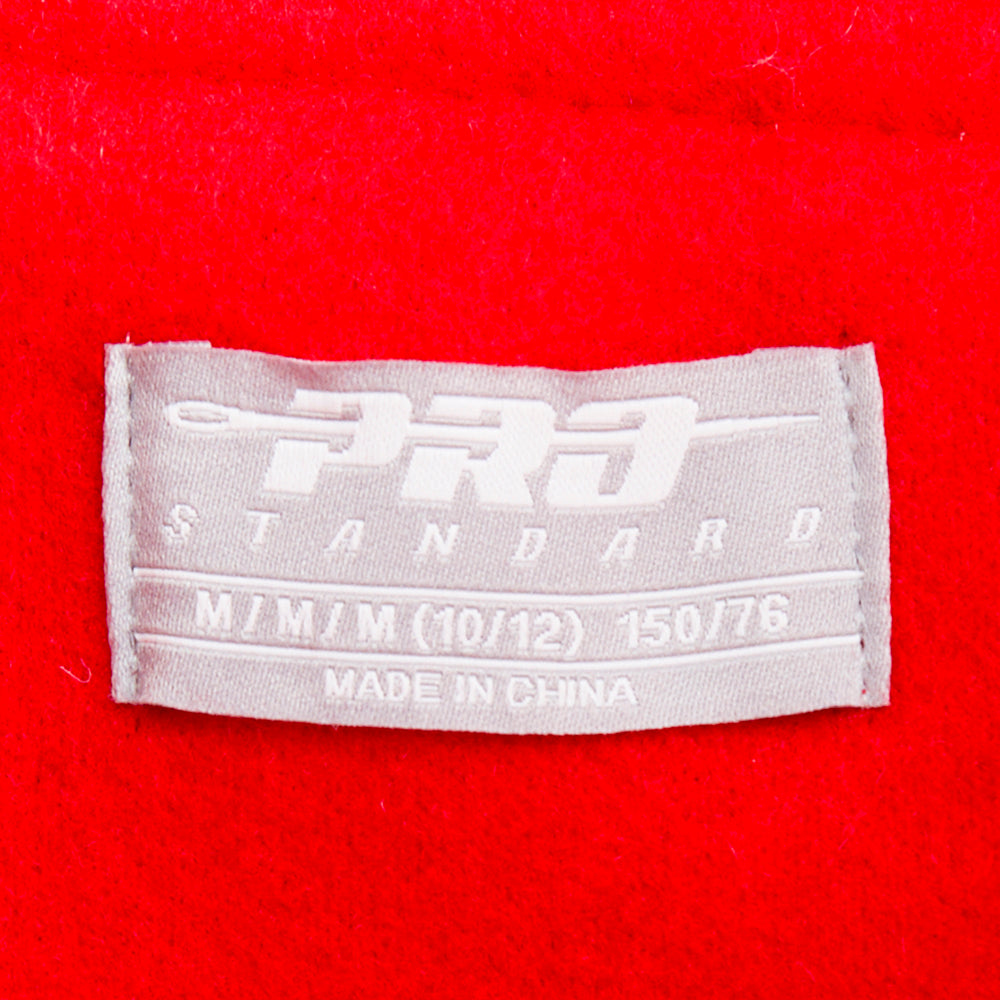 PRO
STANDARD
M/M/M (10/12) 150/76
MADE IN CHINA